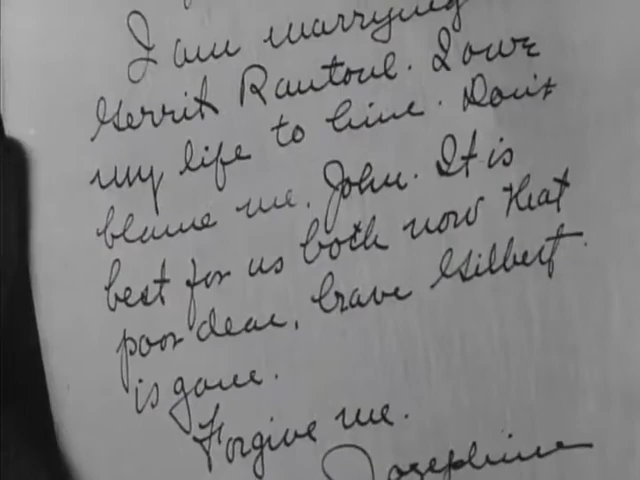 I am marrying
Gerrit Rantoul. I owe
my life to him. Don't
blame me, John. It is
best for us both now that
poor dear, brave Gilbert
is gone.
Forgive me.
Josephine